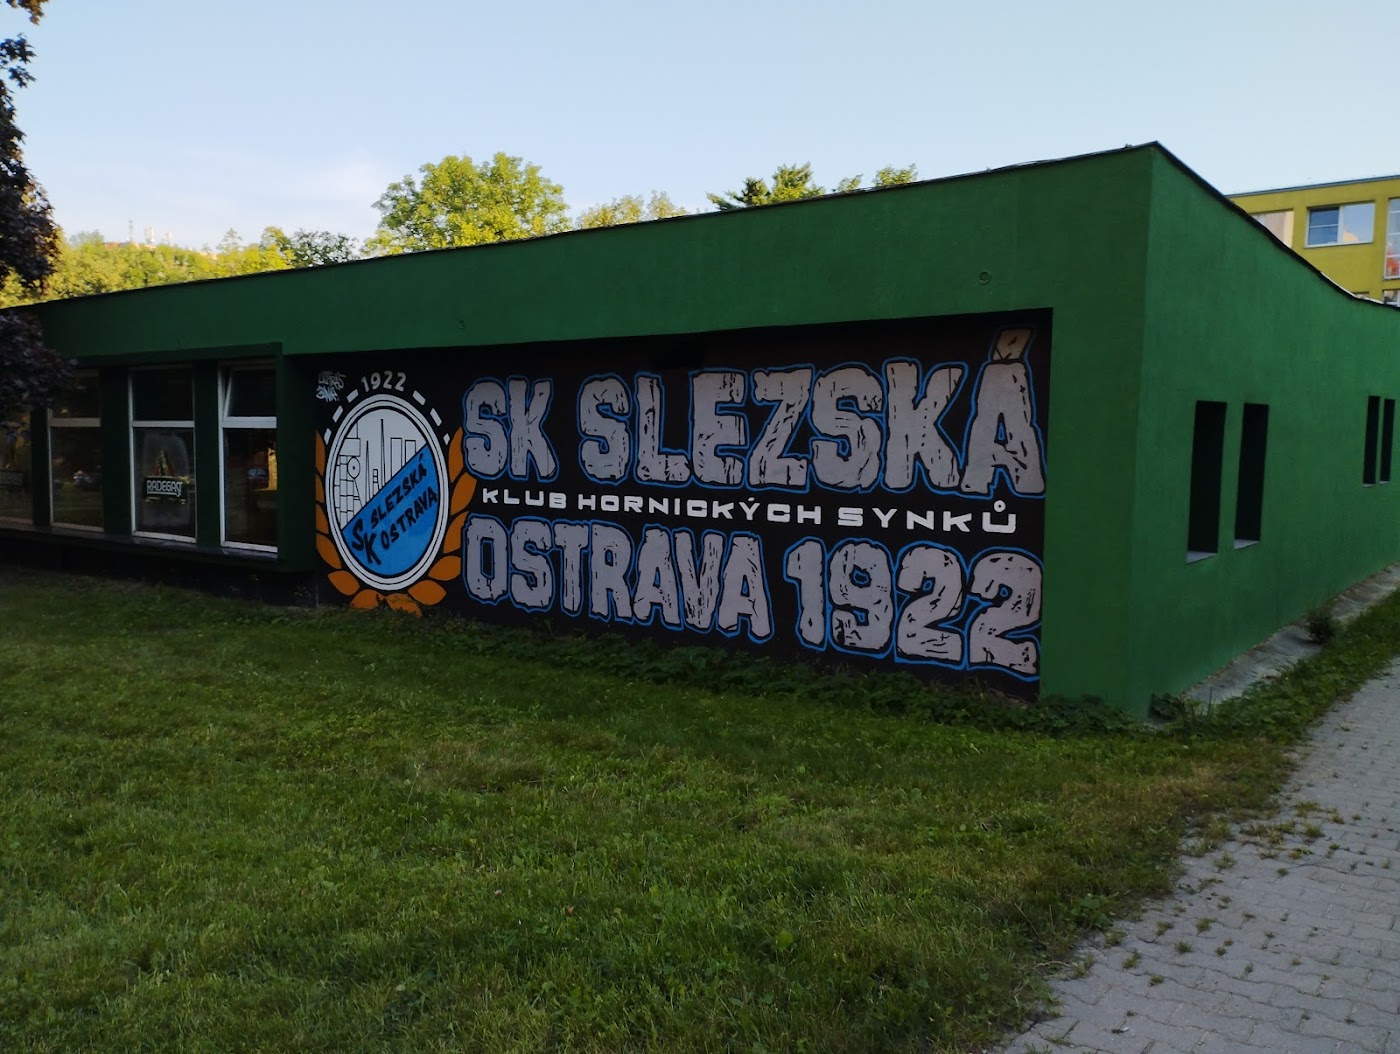 1922
SK SLEZSKÁ
KLUB HORNICKÝCH SYNKŮ
OSTRAVA 1922
SLEZSKÁ
SK OSTRAVA
RADEGAST